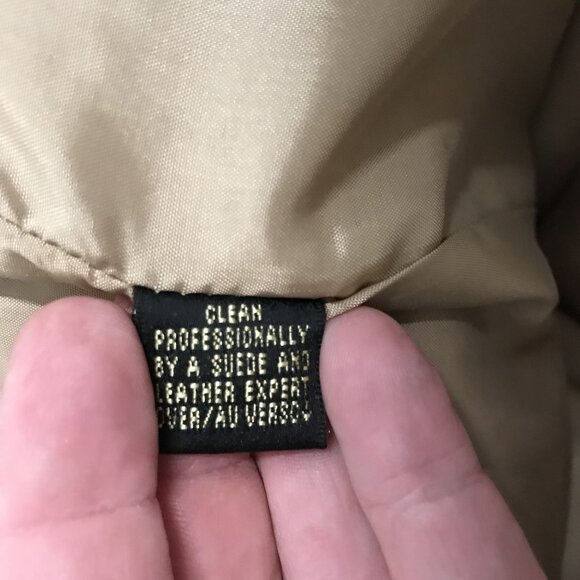 CLEAN
PROFESSIONALLY
BY A SUEDE AND
LEATHER EXPERT
OVER/AU VERSO↓